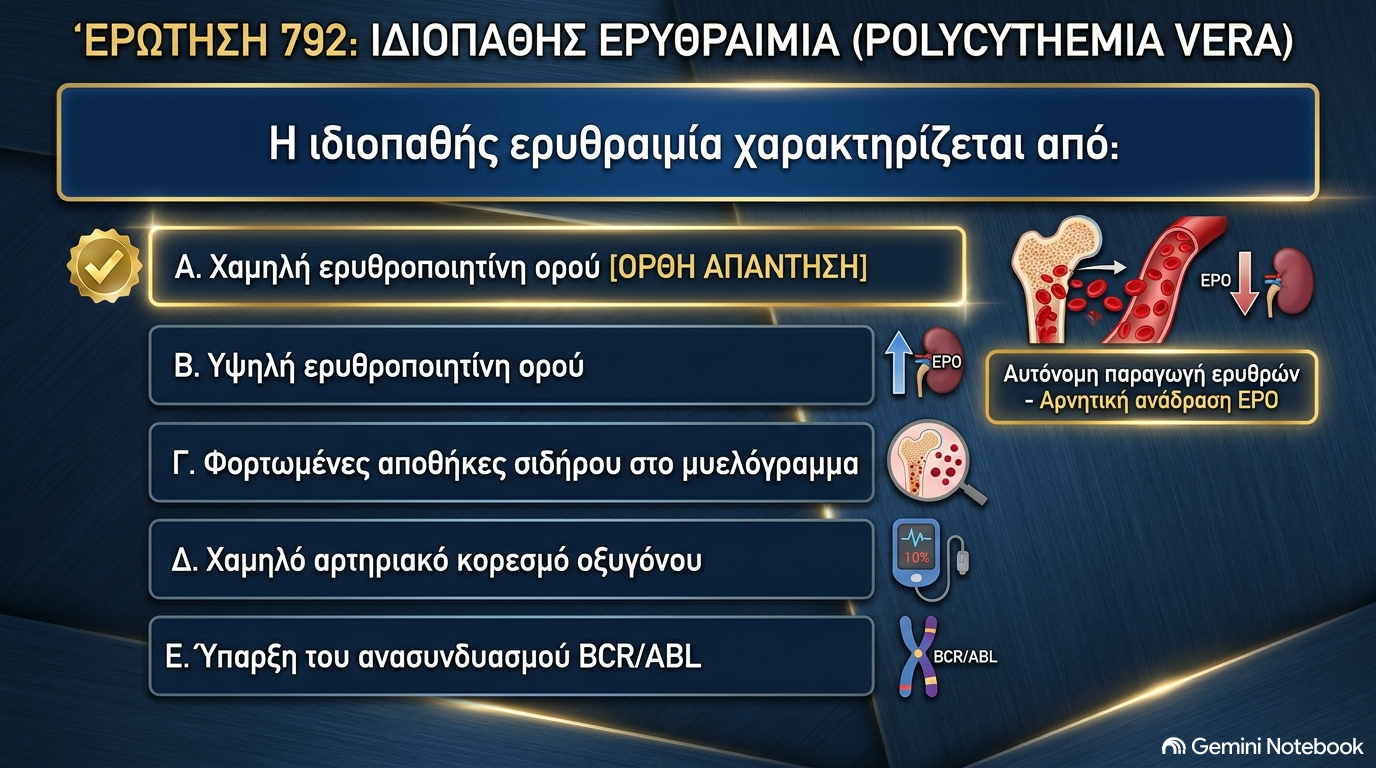 ‘ΕΡΩΤΗΣΗ 792: ΙΔΙΟΠΑΘΗΣ ΕΡΥΘΡΑΙΜΙΑ (POLYCYTHEMIA VERA)
Η ιδιοπαθής ερυθραιμία χαρακτηρίζεται από:
Α. Χαμηλή ερυθροποιητίνη ορού [ΟΡΘΗ ΑΠΑΝΤΗΣΗ]
EPO
Αυτόνομη παραγωγή ερυθρών
- Αρνητική ανάδραση EPO
Β. Υψηλή ερυθροποιητίνη ορού
EPO
Γ. Φορτωμένες αποθήκες σιδήρου στο μυελόγραμμα
Δ. Χαμηλό αρτηριακό κορεσμό οξυγόνου
10%
Ε. Ύπαρξη του ανασυνδυασμού BCR/ABL
BCR/ABL
Gemini Notebook